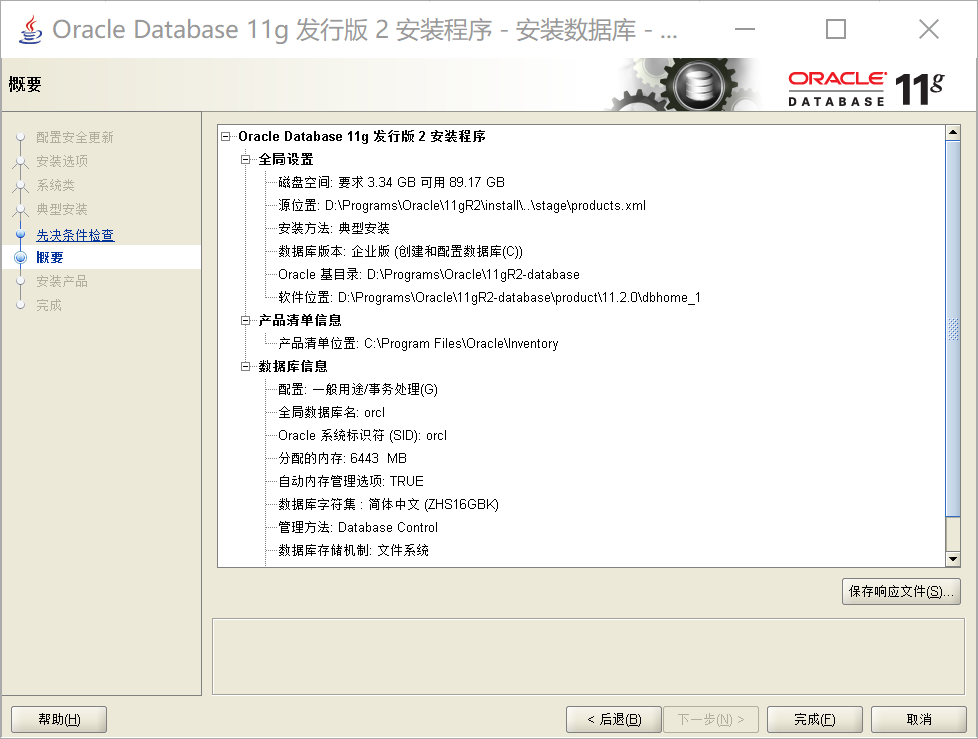 Oracle Database 11g 发行版 2 安装程序 - 安装数据库 - ...
概要
ORACLE 11g
DATABASE
配置安全更新
安装选项
系统类
典型安装
先决条件检查
概要
安装产品
完成
Oracle Database 11g 发行版 2 安装程序
全局设置
磁盘空间: 要求 3.34 GB 可用 89.17 GB
源位置: D:\Programs\Oracle\11gR2\install\..\stage\products.xml
安装方法: 典型安装
数据库版本: 企业版 (创建和配置数据库(C))
Oracle 基目录: D:\Programs\Oracle\11gR2-database
软件位置: D:\Programs\Oracle\11gR2-database\product\11.2.0\dbhome_1
产品清单信息
产品清单位置: C:\Program Files\Oracle\Inventory
数据库信息
配置: 一般用途/事务处理(G)
全局数据库名: orcl
Oracle 系统标识符 (SID): orcl
分配的内存: 6443 MB
自动内存管理选项: TRUE
数据库字符集 : 简体中文 (ZHS16GBK)
管理方法: Database Control
数据库存储机制: 文件系统
保存响应文件(S)...
帮助(H)
< 后退(B)
下一步(N) >
完成(F)
取消